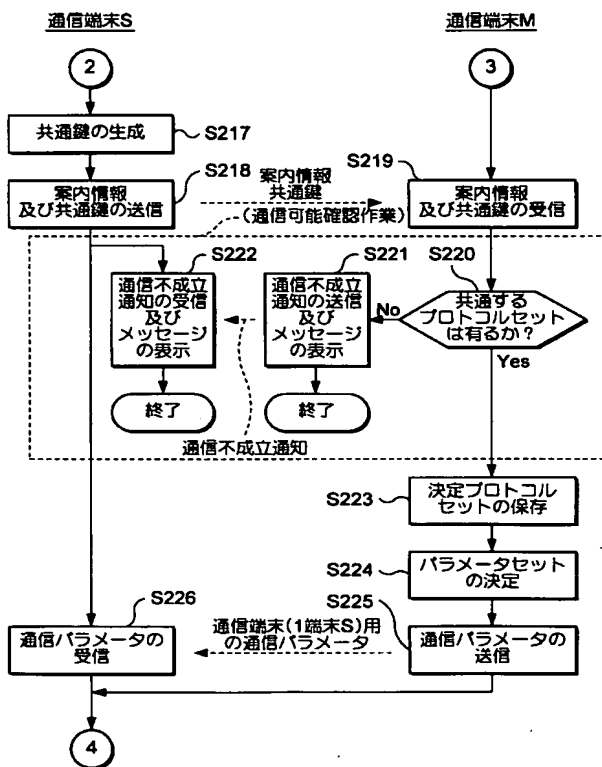 通信端末S
通信端末M
2
3
共通鍵の生成
S217
案内情報
及び共通鍵の送信
S218
案内情報
共通鍵
S219
案内情報
及び共通鍵の受信
(通信可能確認作業)
S222
通信不成立
通知の受信
及び
メッセージ
の表示
S221
通信不成立
通知の送信
及び
メッセージ
の表示
S220
共通する
プロトコルセット
は有るか?
No
Yes
終了
終了
通信不成立通知
S223
決定プロトコル
セットの保存
S224
パラメータセット
の決定
S226
通信パラメータの
受信
通信端末(1端末S)用
の通信パラメータ
S225
通信パラメータの
送信
4